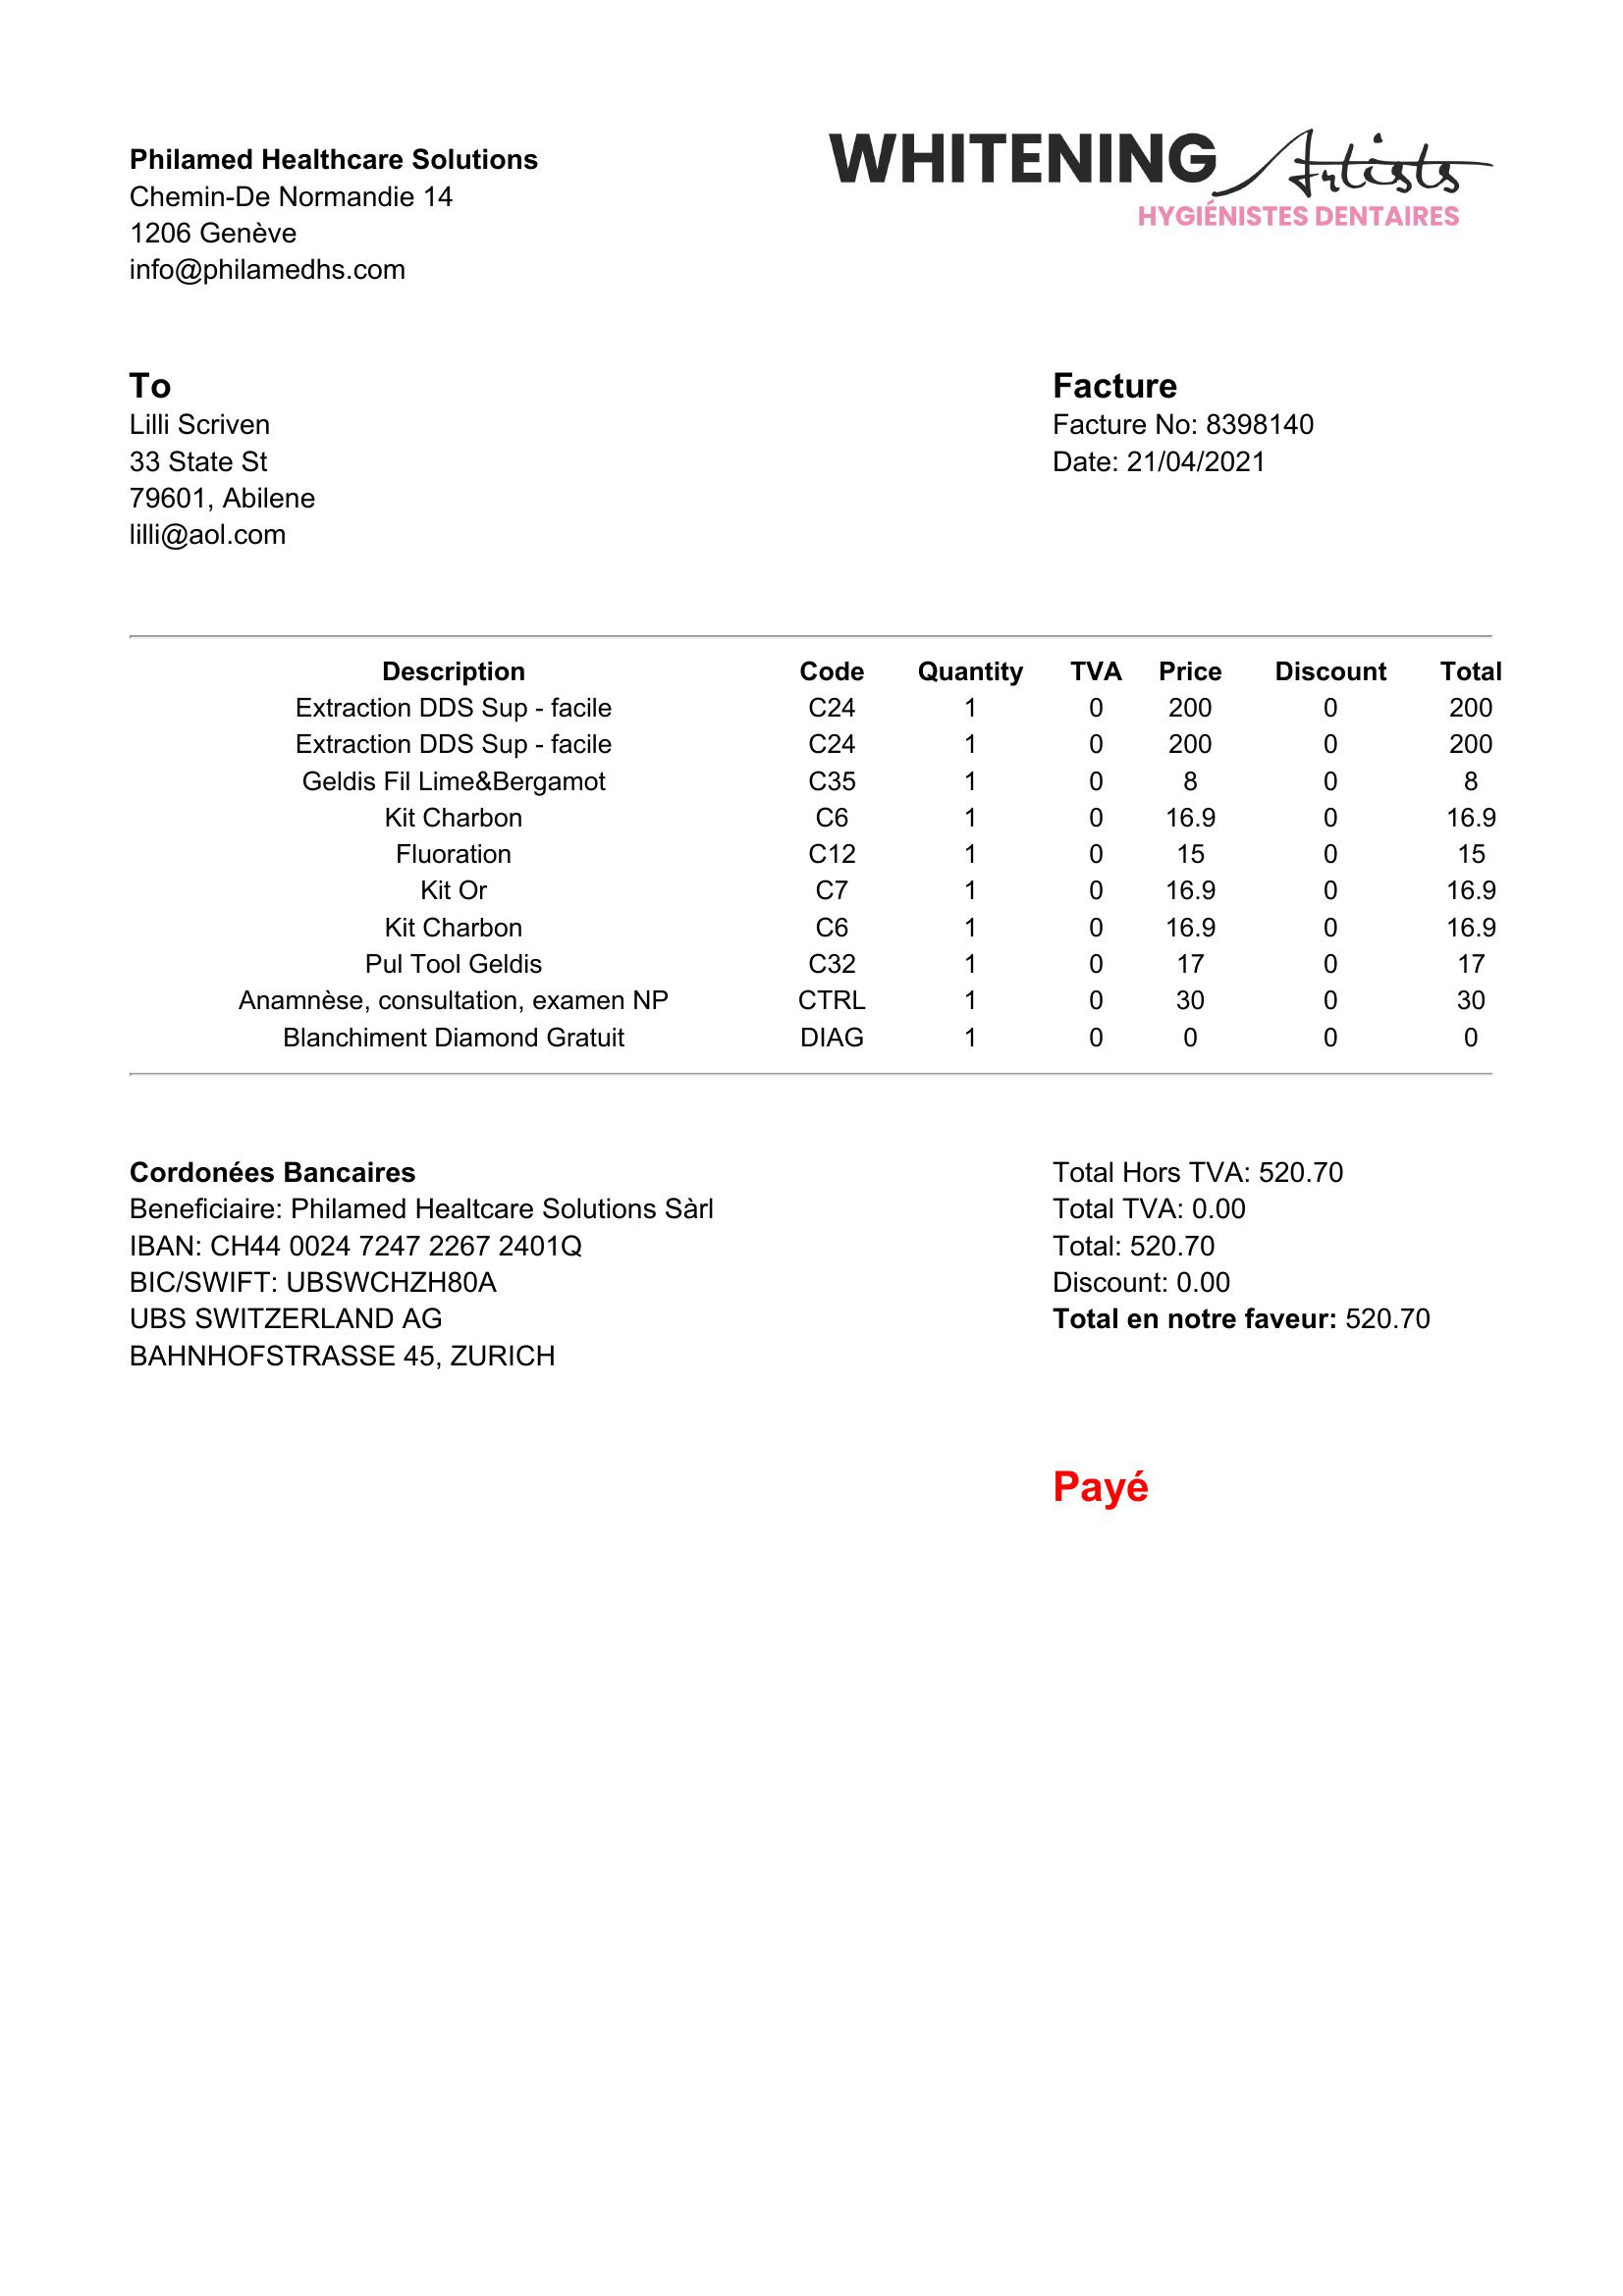 Philamed Healthcare Solutions
Chemin-De Normandie 14
1206 Genève
info@philamedhs.com
WHITENING Artists
HYGIÉNISTES DENTAIRES
To
Lilli Scriven
33 State St
79601, Abilene
lilli@aol.com
Facture
Facture No: 8398140
Date: 21/04/2021
Description Code Quantity TVA Price Discount Total
Extraction DDS Sup - facile C24 1 0 200 0 200
Extraction DDS Sup - facile C24 1 0 200 0 200
Geldis Fil Lime&Bergamot C35 1 0 8 0 8
Kit Charbon C6 1 0 16.9 0 16.9
Fluoration C12 1 0 15 0 15
Kit Or C7 1 0 16.9 0 16.9
Kit Charbon C6 1 0 16.9 0 16.9
Pul Tool Geldis C32 1 0 17 0 17
Anamnèse, consultation, examen NP CTRL 1 0 30 0 30
Blanchiment Diamond Gratuit DIAG 1 0 0 0 0
Cordonées Bancaires
Beneficiaire: Philamed Healtcare Solutions Sàrl
IBAN: CH44 0024 7247 2267 2401Q
BIC/SWIFT: UBSWCHZH80A
UBS SWITZERLAND AG
BAHNHOFSTRASSE 45, ZURICH
Total Hors TVA: 520.70
Total TVA: 0.00
Total: 520.70
Discount: 0.00
Total en notre faveur: 520.70
Payé